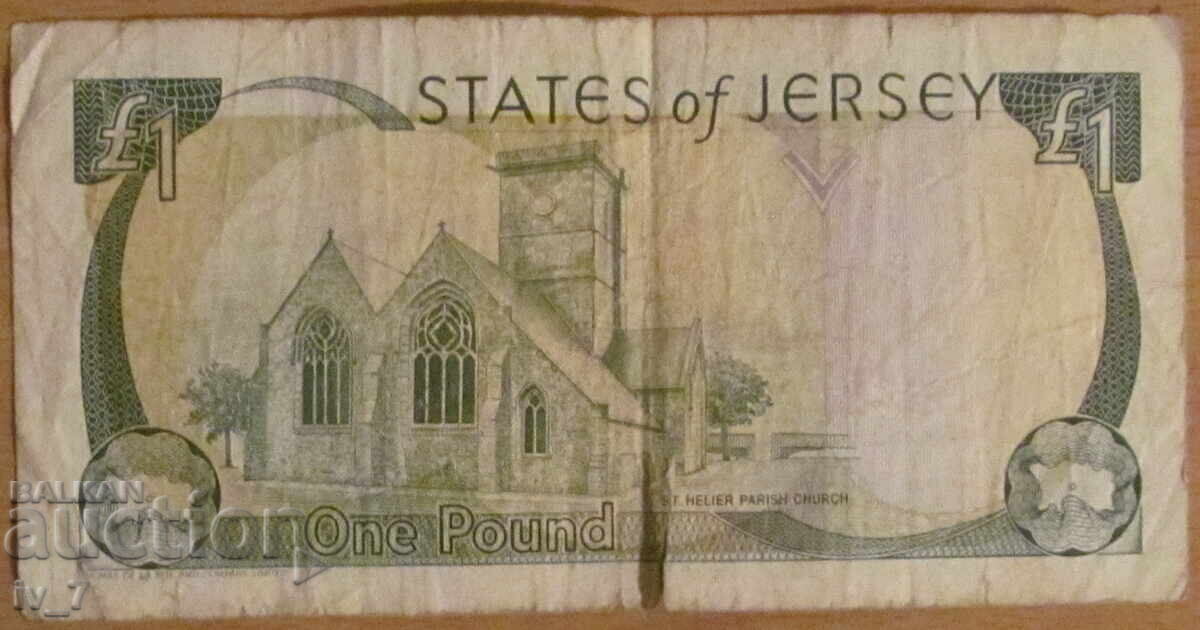 STATES of JERSEY
£1
£1
ST. HELIER PARISH CHURCH
One Pound
BALKAN
auction
iv_7